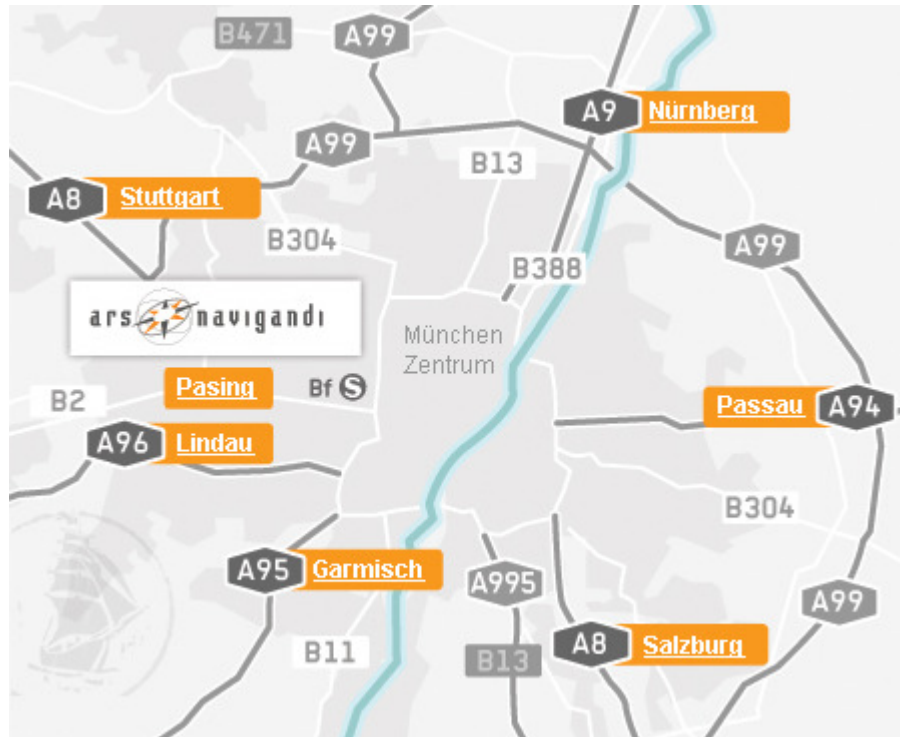 B471
A99
A9 Nürnberg
A99
B13
A8 Stuttgart
B304
A99
B388
ars navigandi
München
Zentrum
Pasing
Bf S
B2
Passau A94
A96 Lindau
B304
A95 Garmisch
A995
A99
B11
B13
A8 Salzburg